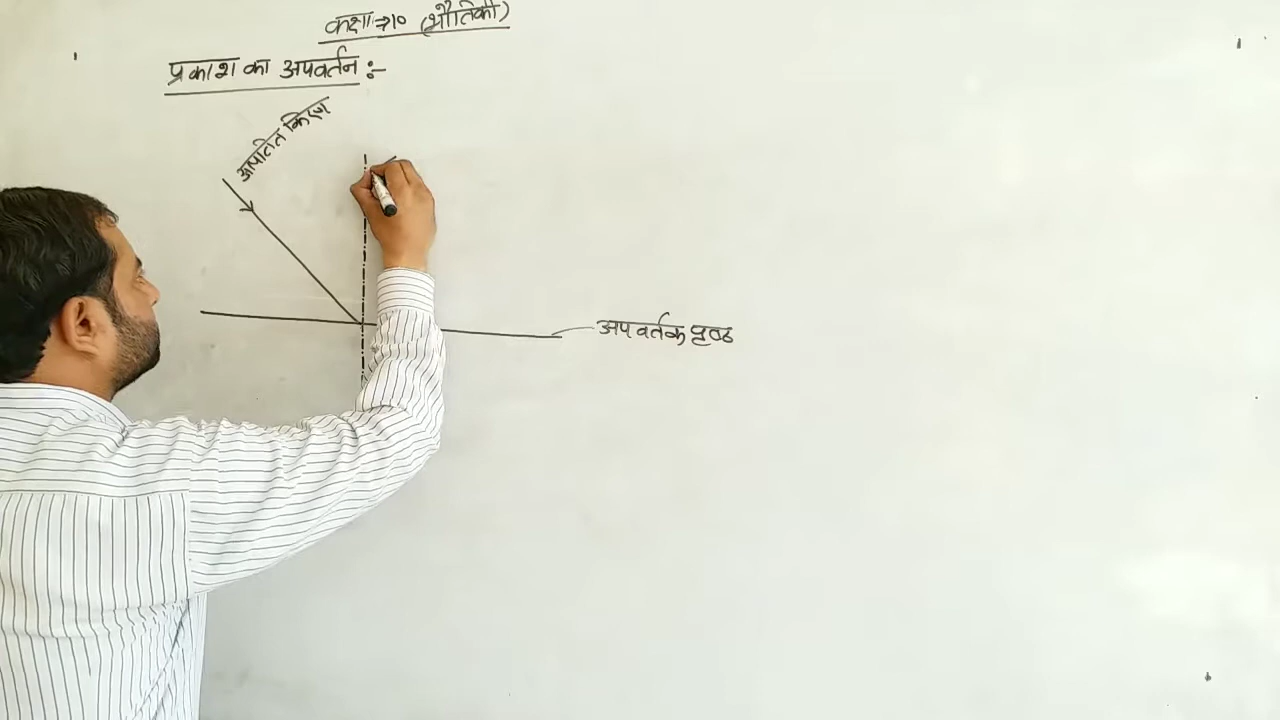 कक्षा→10 (भौतिकी)
प्रकाश का अपवर्तन :-
आपतित किरण
अपवर्तक पृष्ठ